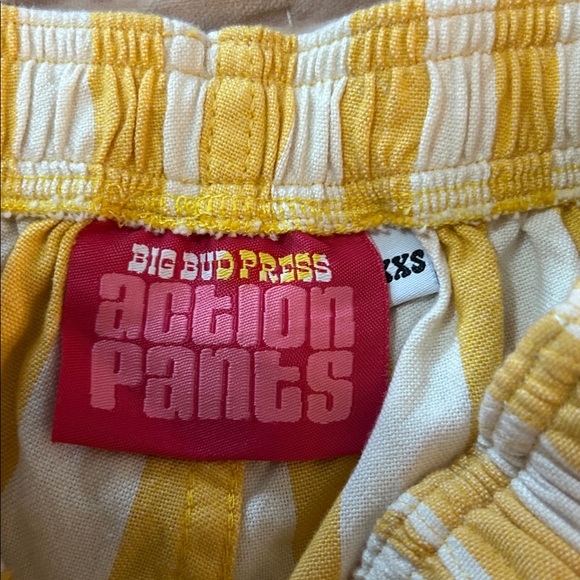 BIG BUD PRESS
action
pants
XXS